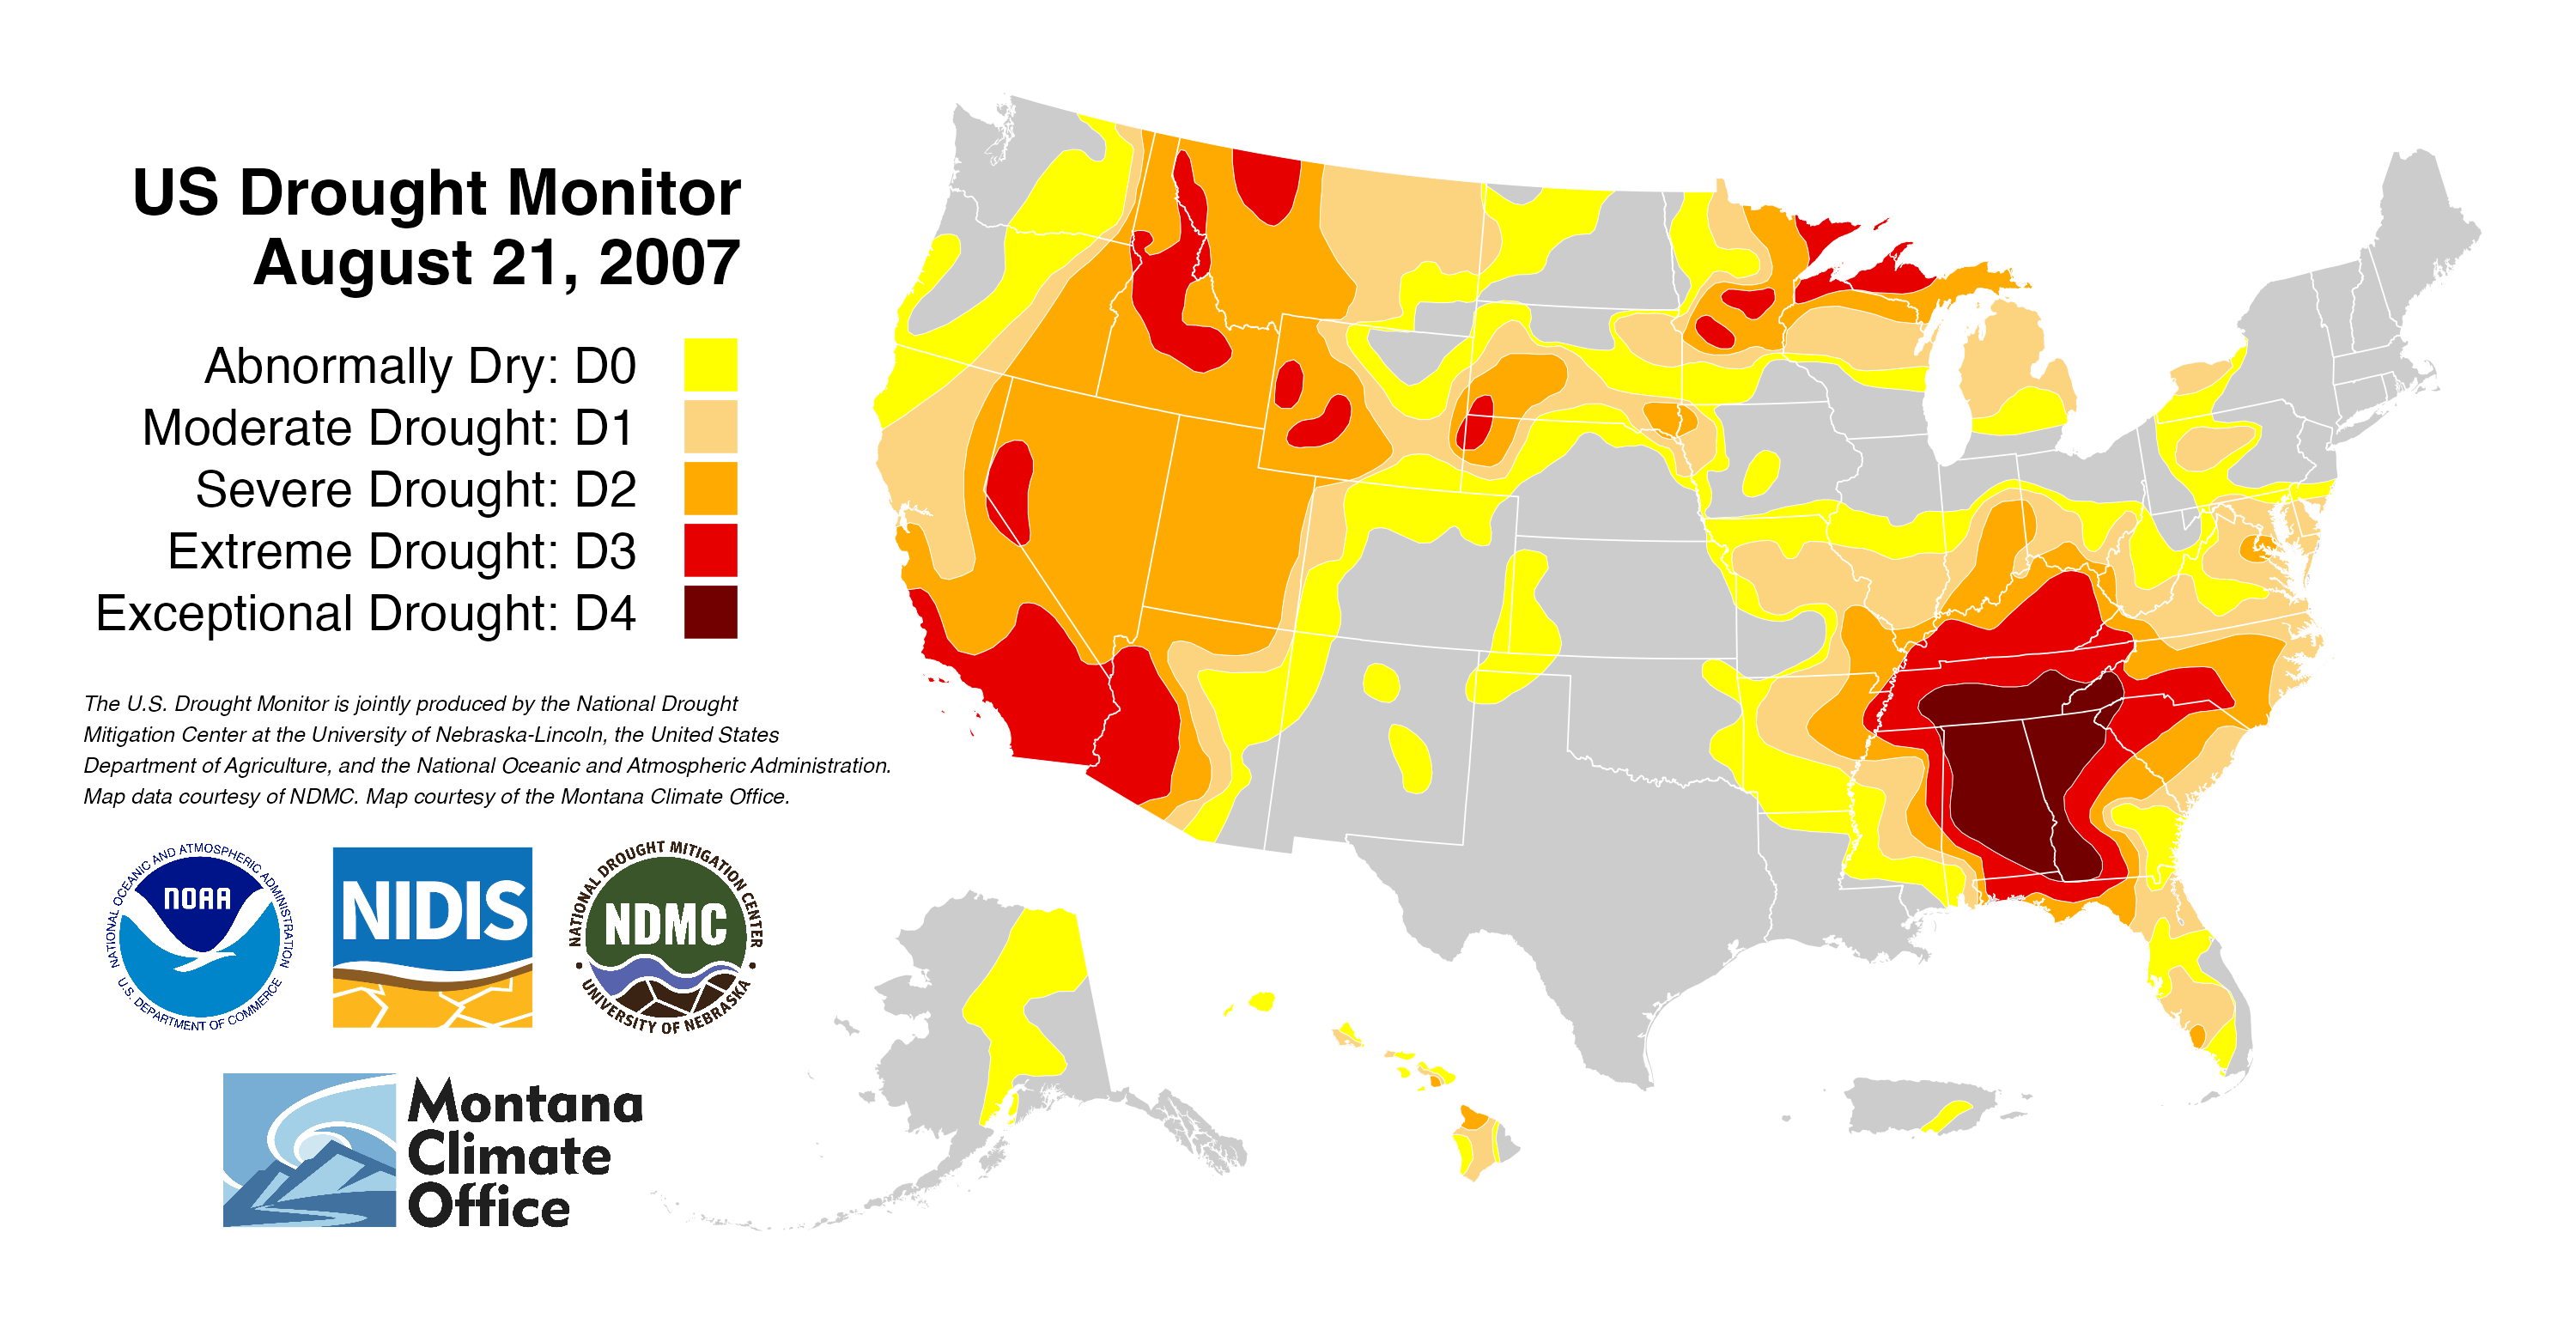 US Drought Monitor
August 21, 2007
Abnormally Dry: D0
Moderate Drought: D1
Severe Drought: D2
Extreme Drought: D3
Exceptional Drought: D4
The U.S. Drought Monitor is jointly produced by the National Drought
Mitigation Center at the University of Nebraska-Lincoln, the United States
Department of Agriculture, and the National Oceanic and Atmospheric Administration.
Map data courtesy of NDMC. Map courtesy of the Montana Climate Office.
NATIONAL OCEANIC AND ATMOSPHERIC ADMINISTRATION
NOAA
U.S. DEPARTMENT OF COMMERCE
NIDIS
NATIONAL DROUGHT MITIGATION CENTER
NDMC
UNIVERSITY OF NEBRASKA
Montana
Climate
Office